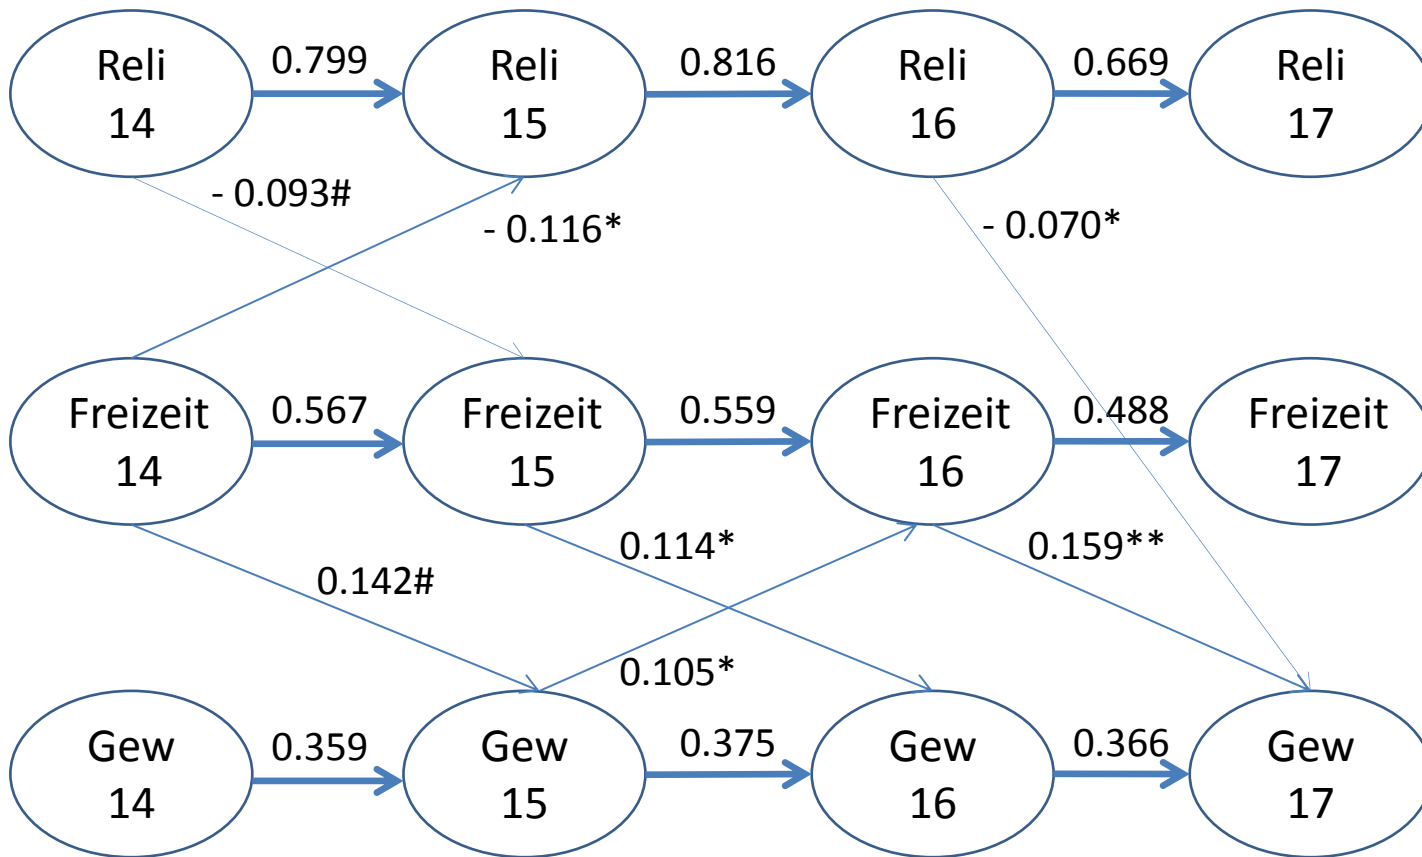 Reli
14
0.799
Reli
15
0.816
Reli
16
0.669
Reli
17
- 0.093#
- 0.116*
- 0.070*
Freizeit
14
0.567
Freizeit
15
0.559
Freizeit
16
0.488
Freizeit
17
0.142#
0.114*
0.159**
0.105*
Gew
14
0.359
Gew
15
0.375
Gew
16
0.366
Gew
17